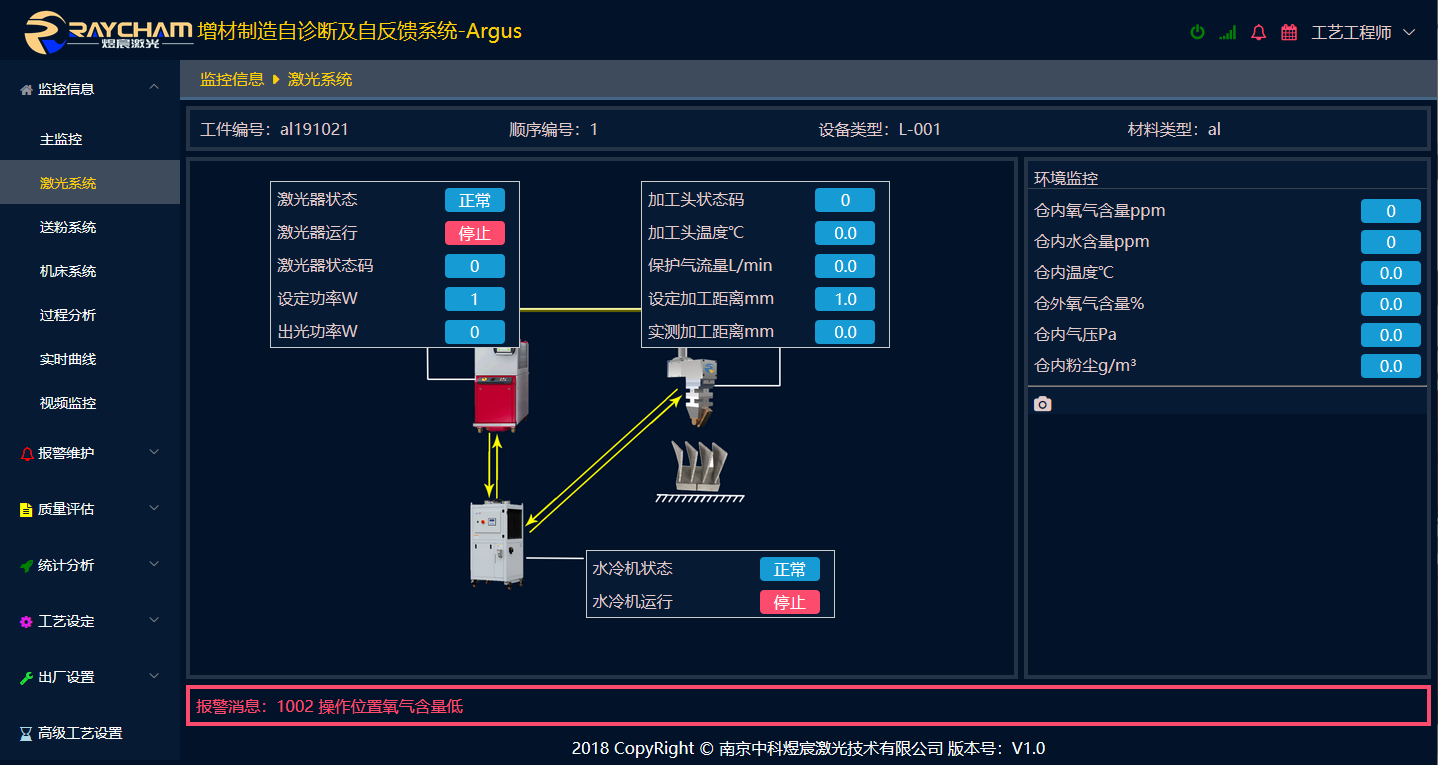 RAYCHAM 煜宸激光 增材制造自诊断及自反馈系统-Argus 工艺工程师
监控信息
主监控
激光系统
送粉系统
机床系统
过程分析
实时曲线
视频监控
报警维护
质量评估
统计分析
工艺设定
出厂设置
高级工艺设置
监控信息 激光系统
工件编号：al191021 顺序编号：1 设备类型：L-001 材料类型：al
激光器状态 正常
激光器运行 停止
激光器状态码 0
设定功率W 1
出光功率W 0
加工头状态码 0
加工头温度℃ 0.0
保护气流量L/min 0.0
设定加工距离mm 1.0
实测加工距离mm 0.0
水冷机状态 正常
水冷机运行 停止
环境监控
仓内氧气含量ppm 0
仓内水含量ppm 0
仓内温度℃ 0.0
仓外氧气含量% 0.0
仓内气压Pa 0.0
仓内粉尘g/m³ 0.0
报警消息：1002 操作位置氧气含量低
2018 CopyRight © 南京中科煜宸激光技术有限公司 版本号：V1.0